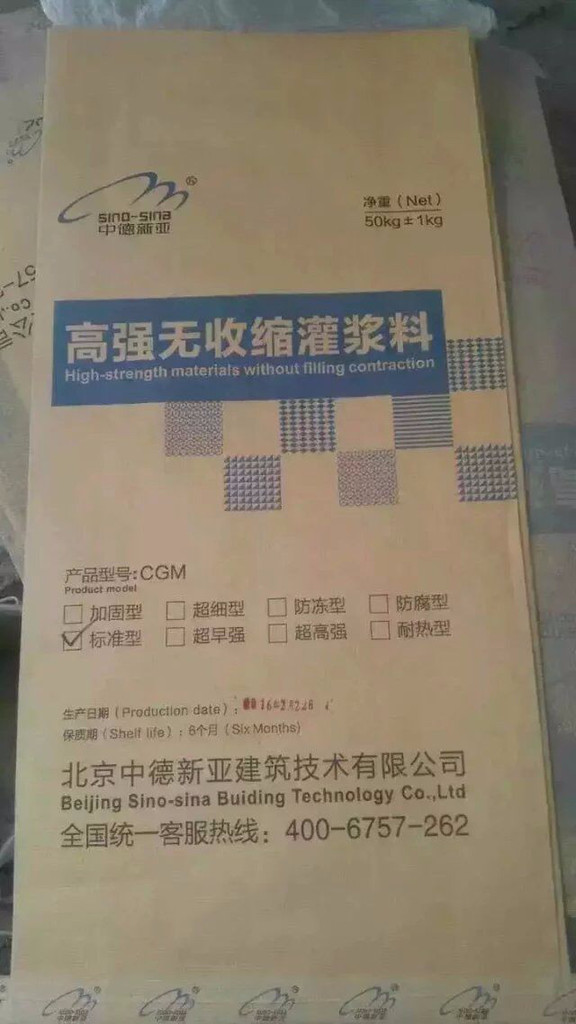 ®
sino-sina
中德新亚
净重 (Net)
50kg±1kg
高强无收缩灌浆料
High-strength materials without filling contraction
产品型号:CGM
Product model
加固型 超细型 防冻型 防腐型
标准型 超早强 超高强 耐热型
生产日期 (Production date) :
保质期 (Shelf life) : 6个月 (Six Months)
北京中德新亚建筑技术有限公司
Beijing Sino-sina Buiding Technology Co.,Ltd
全国统一客服热线: 400-6757-262